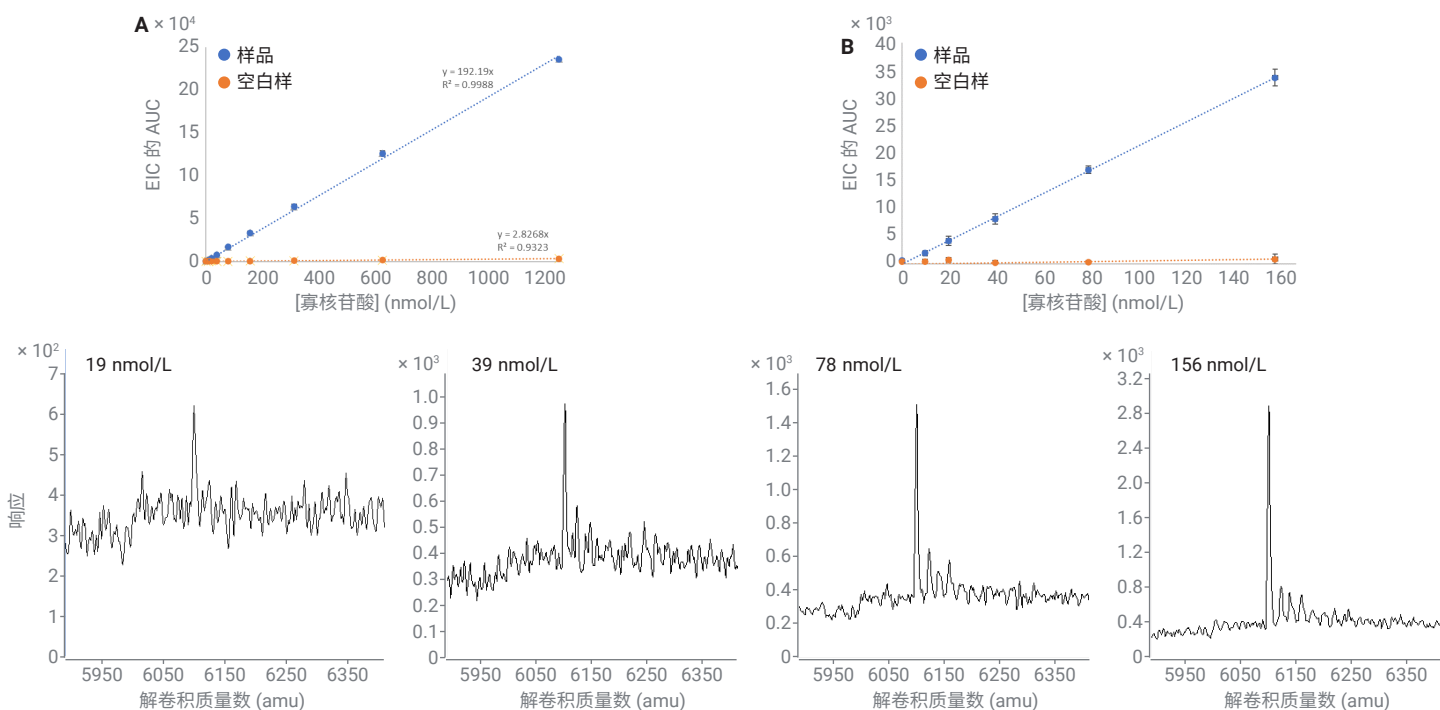 A × 10⁴
25
20
15
10
5
0
EIC 的 AUC
样品
空白样
y = 192.19x
R² = 0.9988
y = 2.8268x
R² = 0.9323
0 200 400 600 800 1000 1200
[寡核苷酸] (nmol/L)
B × 10³
40
35
30
25
20
15
10
5
0
EIC 的 AUC
样品
空白样
0 20 40 60 80 100 120 140 160
[寡核苷酸] (nmol/L)
× 10²
19 nmol/L
7
6
5
4
3
2
1
0
响应
5950 6050 6150 6250 6350
解卷积质量数 (amu)
× 10³
39 nmol/L
1.0
0.9
0.8
0.7
0.6
0.5
0.4
0.3
0.2
0.1
0
5950 6050 6150 6250 6350
解卷积质量数 (amu)
× 10³
78 nmol/L
1.6
1.4
1.2
1.0
0.8
0.6
0.4
0.2
0
5950 6050 6150 6250 6350
解卷积质量数 (amu)
× 10³
156 nmol/L
3.2
2.8
2.4
2.0
1.6
1.2
0.8
0.4
0
5950 6050 6150 6250 6350
解卷积质量数 (amu)